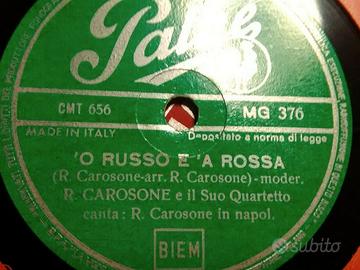 Pathé
CMT 656
MG 376
MADE IN ITALY
Depositato a norma di legge
'O RUSSO E 'A ROSSA
(R. Carosone-arr. R. Carosone)-moder.
R. CAROSONE e il Suo Quartetto
canta: R. Carosone in napol.
BIEM
subito